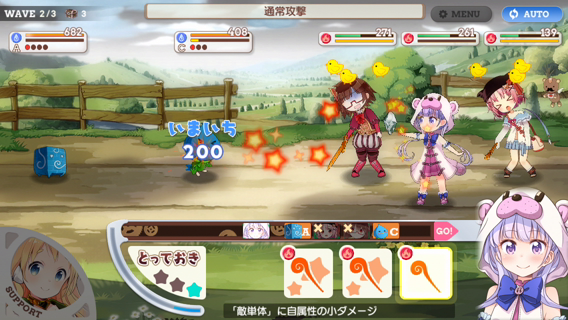 WAVE 2/3 3
通常攻撃
MENU
AUTO
682
A
408
C
271
261
139
いまいち
200
A
C
GO!
とっておき
SUPPORT
「敵単体」に自属性の小ダメージ